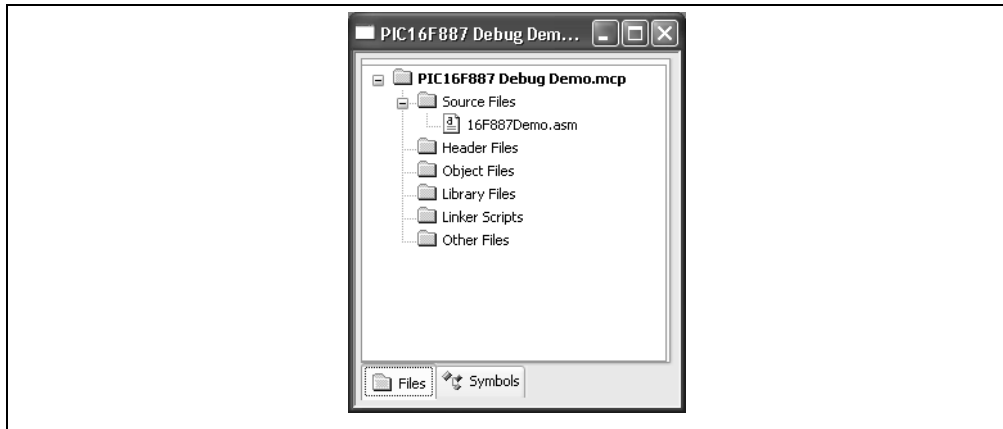 PIC16F887 Debug Dem...
PIC16F887 Debug Demo.mcp
Source Files
16F887Demo.asm
Header Files
Object Files
Library Files
Linker Scripts
Other Files
Files Symbols